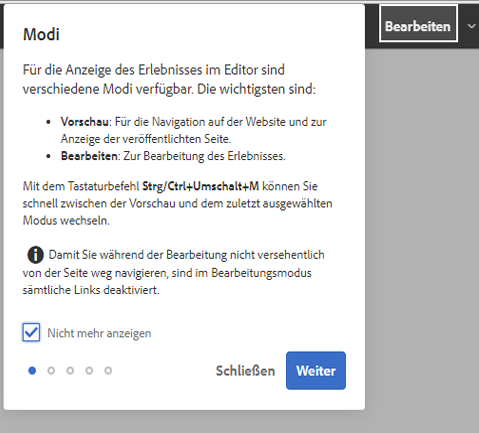 Modi
Bearbeiten
Für die Anzeige des Erlebnisses im Editor sind
verschiedene Modi verfügbar. Die wichtigsten sind:
• Vorschau: Für die Navigation auf der Website und zur
Anzeige der veröffentlichten Seite.
• Bearbeiten: Zur Bearbeitung des Erlebnisses.
Mit dem Tastaturbefehl Strg/Ctrl+Umschalt+M können Sie
schnell zwischen der Vorschau und dem zuletzt ausgewählten
Modus wechseln.
Damit Sie während der Bearbeitung nicht versehentlich
von der Seite weg navigieren, sind im Bearbeitungsmodus
sämtliche Links deaktiviert.
Nicht mehr anzeigen
Schließen Weiter